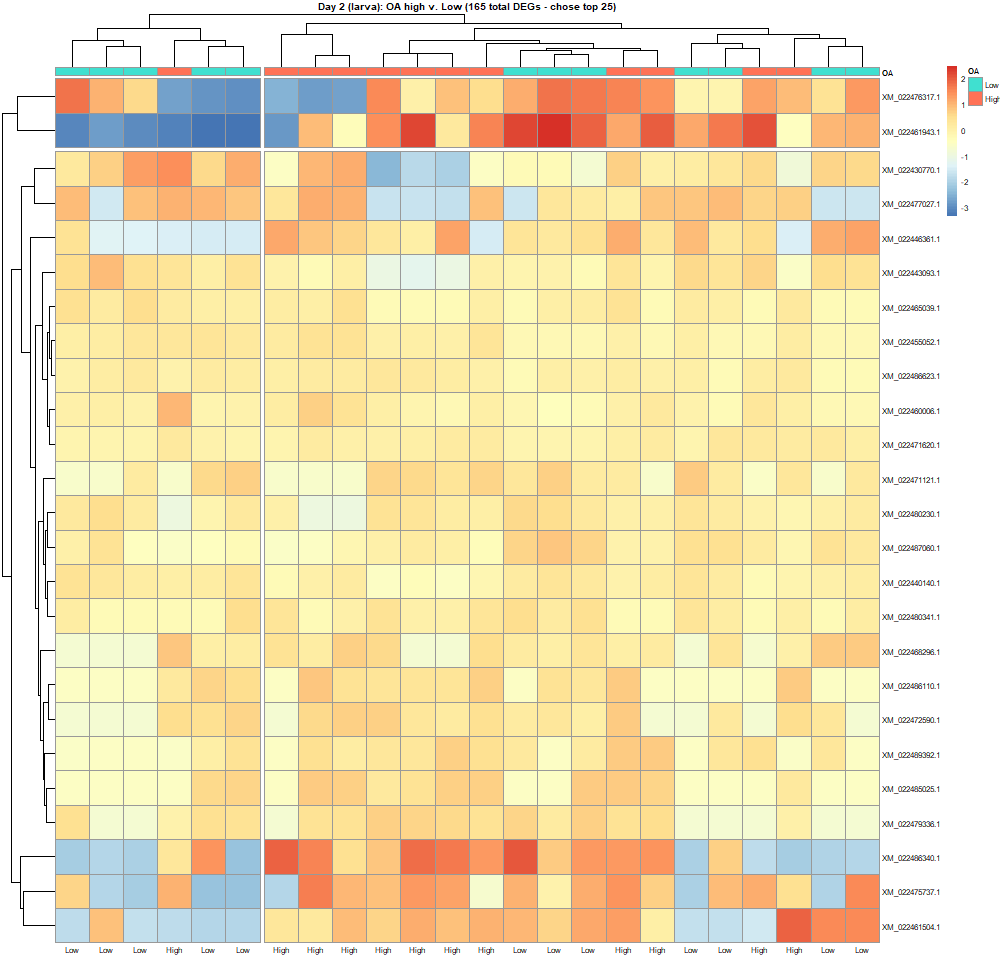 Day 2 (larva): OA high v. Low (165 total DEGs - chose top 25)
OA
Low
High
2
1
0
-1
-2
-3
OA
XM_022476317.1
XM_022461943.1
XM_022430770.1
XM_022477027.1
XM_022446361.1
XM_022443093.1
XM_022465039.1
XM_022455052.1
XM_022486623.1
XM_022460006.1
XM_022471620.1
XM_022471121.1
XM_022480230.1
XM_022487060.1
XM_022440140.1
XM_022480341.1
XM_022468296.1
XM_022486110.1
XM_022472590.1
XM_022489392.1
XM_022485025.1
XM_022479336.1
XM_022486340.1
XM_022475737.1
XM_022461504.1
Low Low Low High Low Low High High High High High High High Low Low Low High High Low Low High High Low Low